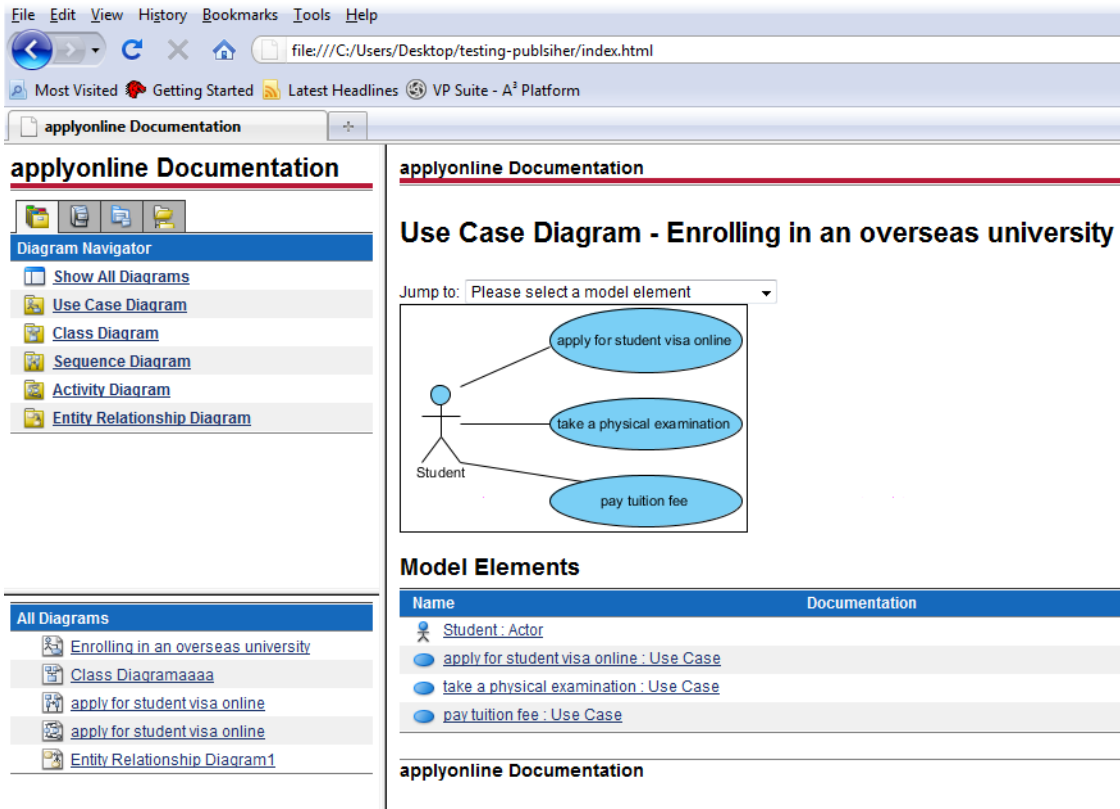 File Edit View History Bookmarks Tools Help
file:///C:/Users/Desktop/testing-publsiher/index.html
Most Visited Getting Started Latest Headlines VP Suite - A³ Platform
applyonline Documentation
applyonline Documentation
Diagram Navigator
Show All Diagrams
Use Case Diagram
Class Diagram
Sequence Diagram
Activity Diagram
Entity Relationship Diagram
All Diagrams
Enrolling in an overseas university
Class Diagramaaaa
apply for student visa online
apply for student visa online
Entity Relationship Diagram1
applyonline Documentation
Use Case Diagram - Enrolling in an overseas university
Jump to: Please select a model element
apply for student visa online
take a physical examination
Student
pay tuition fee
Model Elements
Name Documentation
Student : Actor
apply for student visa online : Use Case
take a physical examination : Use Case
pay tuition fee : Use Case
applyonline Documentation